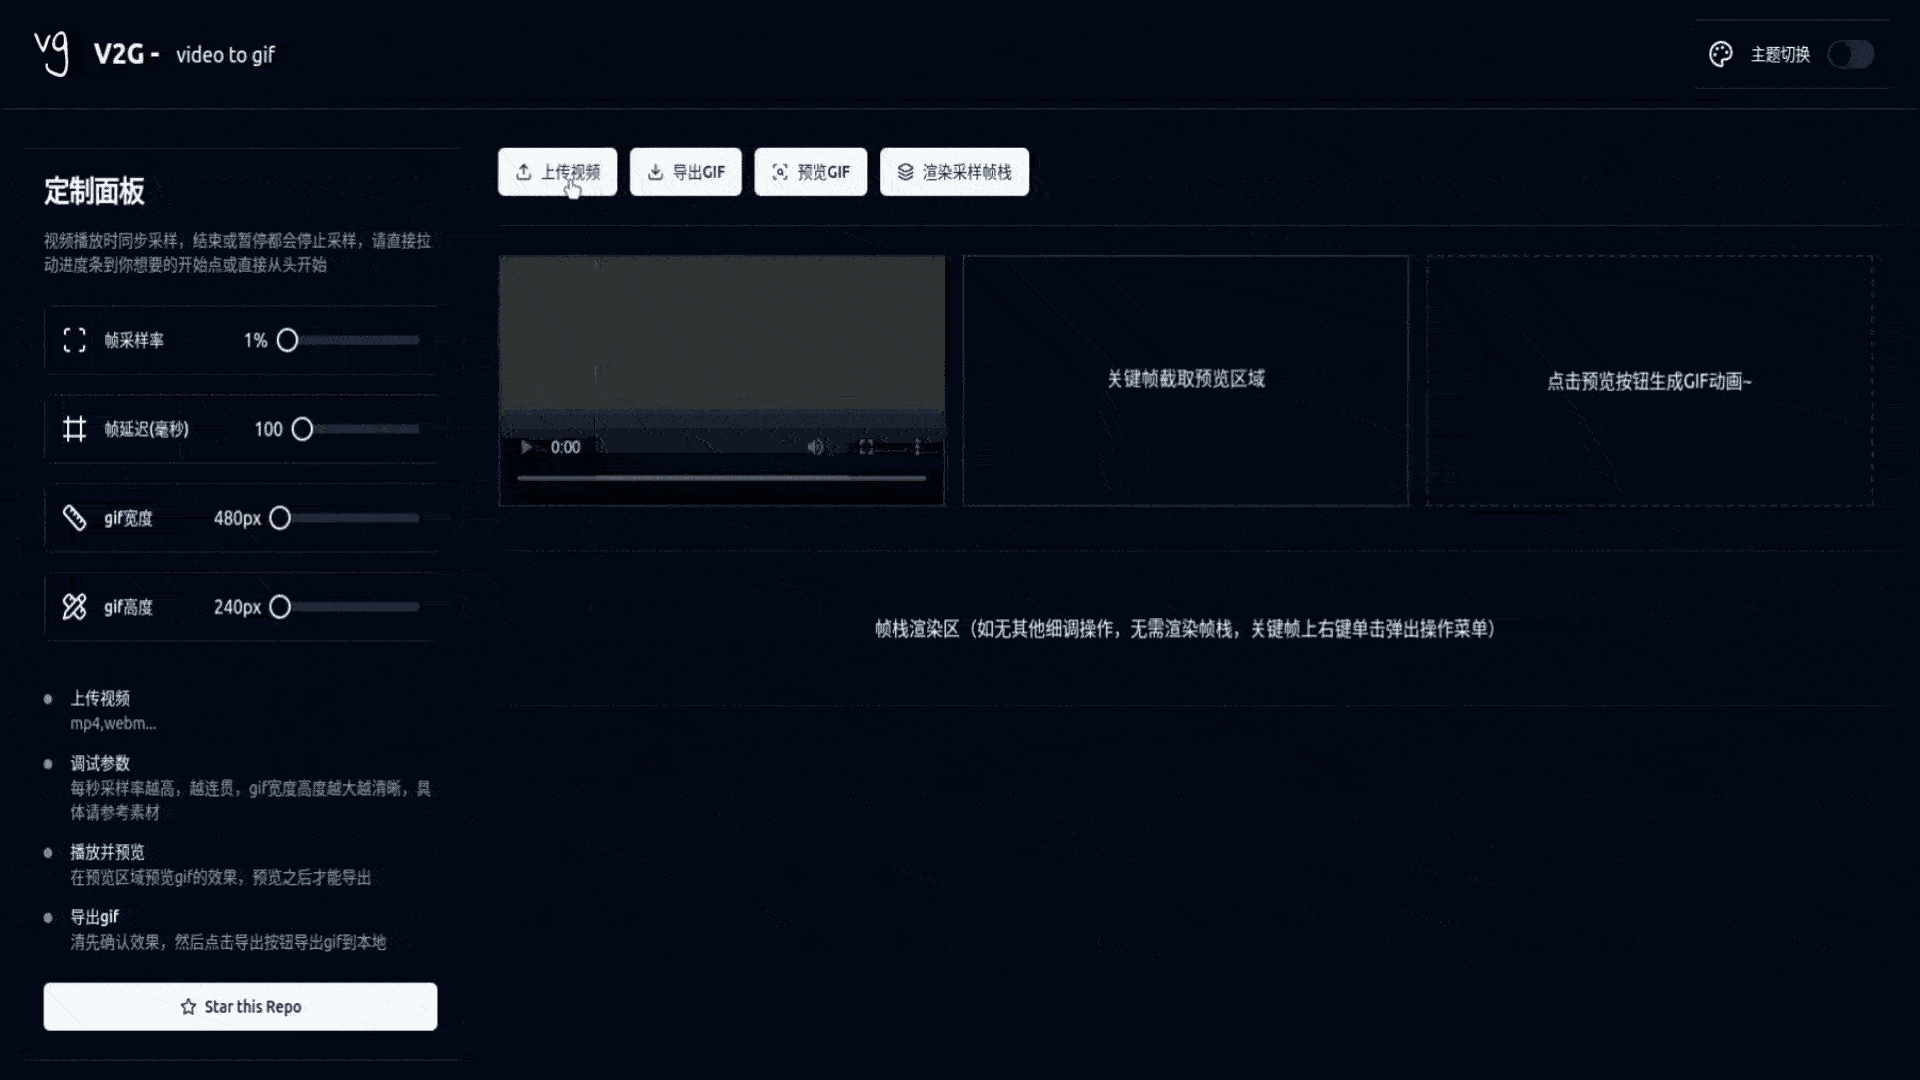 vg V2G - video to gif
主题切换
定制面板
视频播放时同步采样，结束或暂停都会停止采样，请直接拉
动进度条到你想要的开始点或直接从头开始
帧采样率 1%
帧延迟(毫秒) 100
gif宽度 480px
gif高度 240px
上传视频
mp4,webm...
调试参数
每秒采样率越高，越连贯，gif宽度高度越大越清晰，具
体请参考素材
播放并预览
在预览区域预览gif的效果，预览之后才能导出
导出gif
清先确认效果，然后点击导出按钮导出gif到本地
Star this Repo
上传视频 导出GIF 预览GIF 渲染采样帧栈
0:00
关键帧截取预览区域
点击预览按钮生成GIF动画~
帧栈渲染区（如无其他细调操作，无需渲染帧栈，关键帧上右键单击弹出操作菜单）